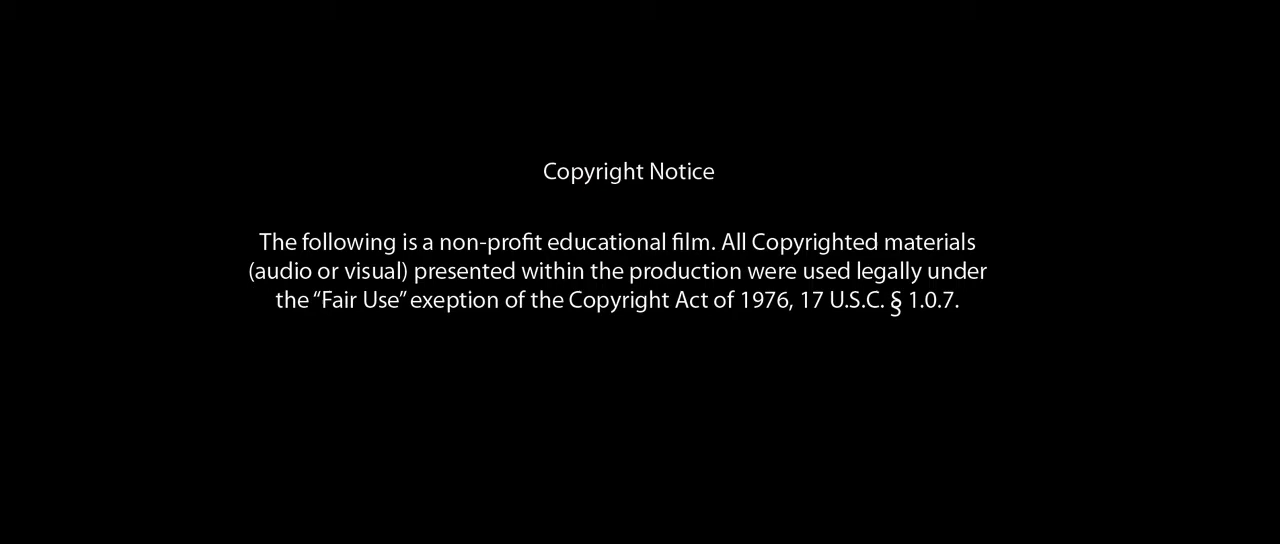 Copyright Notice
The following is a non-profit educational film. All Copyrighted materials
(audio or visual) presented within the production were used legally under
the “Fair Use” exeption of the Copyright Act of 1976, 17 U.S.C. § 1.0.7.